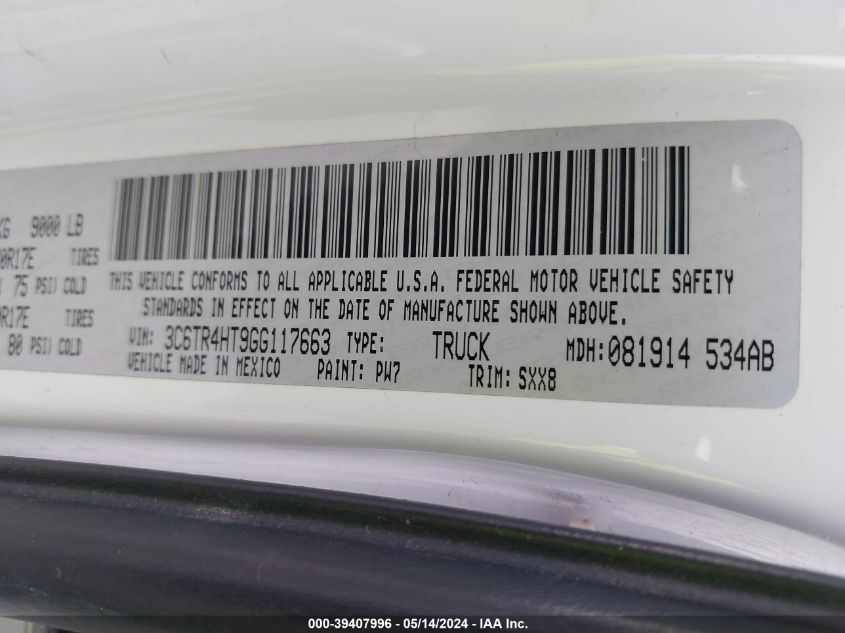 KG 9000 LB
0R17E TIRES
75 PSI) COLD
0R17E TIRES
80 PSI) COLD
THIS VEHICLE CONFORMS TO ALL APPLICABLE U.S.A. FEDERAL MOTOR VEHICLE SAFETY
STANDARDS IN EFFECT ON THE DATE OF MANUFACTURE SHOWN ABOVE.
VIN: 3C6TR4HT9GG117663 TYPE: TRUCK MDH: 081914 534AB
VEHICLE MADE IN MEXICO PAINT: PW7 TRIM: SXX8
000-39407996 - 05/14/2024 - IAA Inc.